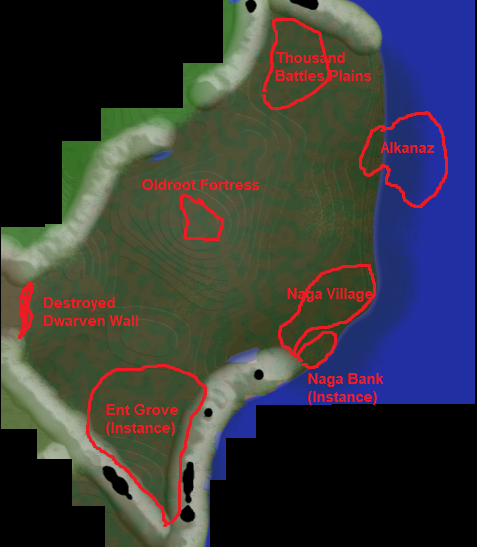 Thousand
Battles Plains
Alkanaz
Oldroot Fortress
Naga Village
Destroyed
Dwarven Wall
Naga Bank
(Instance)
Ent Grove
(Instance)